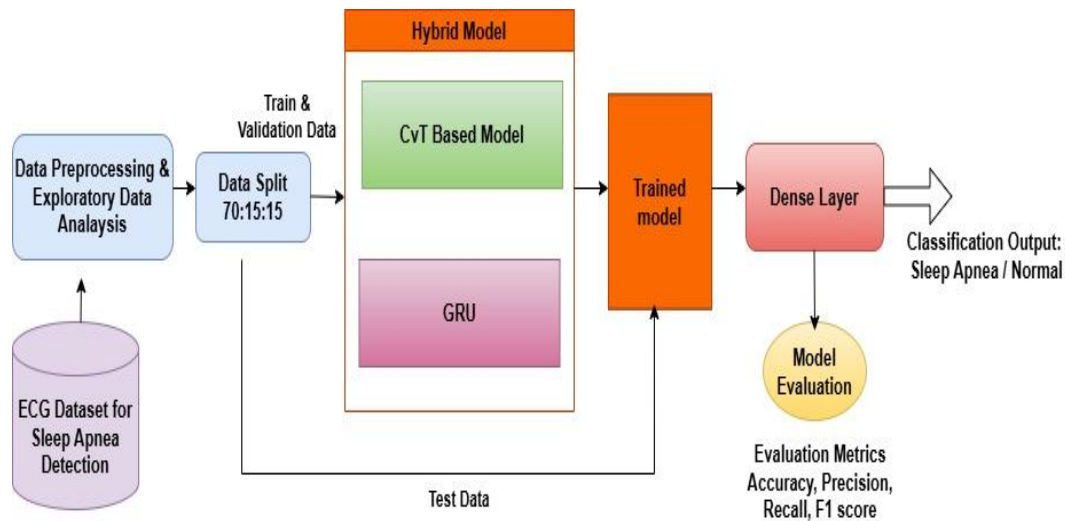 Hybrid Model
Train &
Validation Data
CvT Based Model
Data Preprocessing &
Exploratory Data
Analaysis
Data Split
70:15:15
Trained
model
Dense Layer
Classification Output:
Sleep Apnea / Normal
GRU
ECG Dataset for
Sleep Apnea
Detection
Model
Evaluation
Test Data
Evaluation Metrics
Accuracy, Precision,
Recall, F1 score